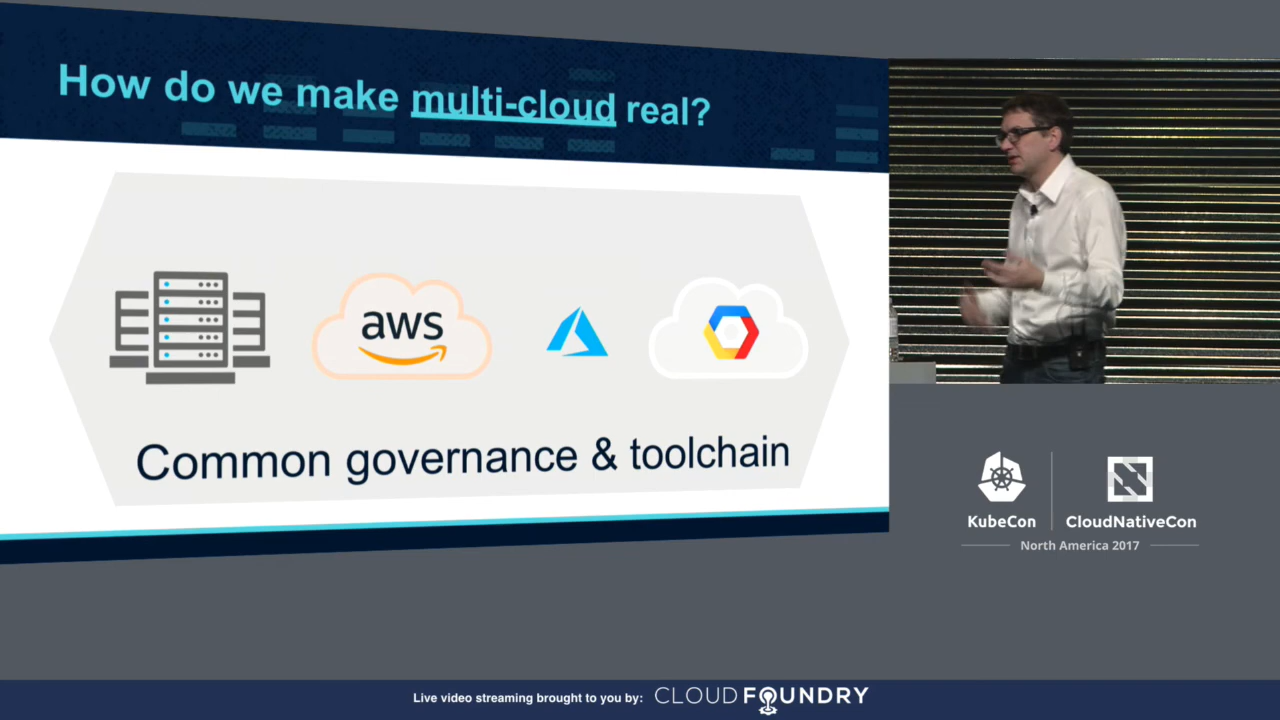 How do we make multi-cloud real?
aws
Common governance & toolchain
KubeCon
CloudNativeCon
North America 2017
Live video streaming brought to you by: CLOUD FOUNDRY